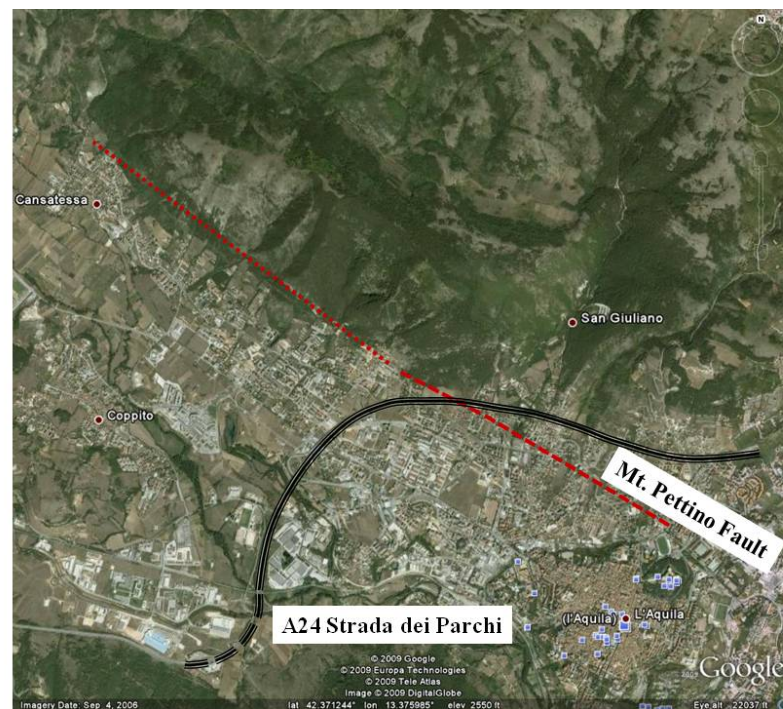 N
Cansatessa
San Giuliano
Coppito
Mt. Pettino Fault
A24 Strada dei Parchi
(l'Aquila) L'Aquila
© 2009 Google
© 2009 Europa Technologies
© 2009 Tele Atlas
Image © 2009 DigitalGlobe
Google
Imagery Date: Sep. 4, 2006
lat 42.371244° lon 13.375985° elev 2550 ft
Eye alt 22037 ft